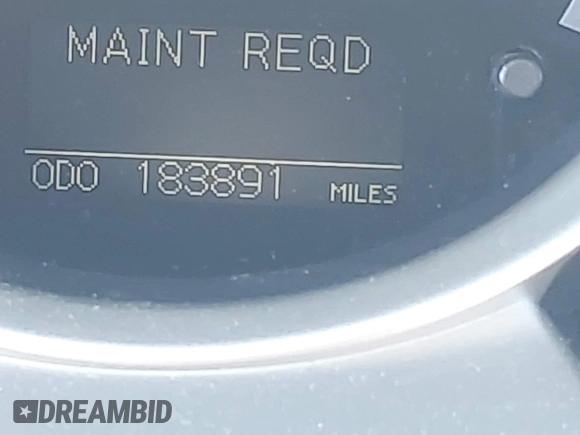 MAINT REQD
ODO 183891 MILES
DREAMBID